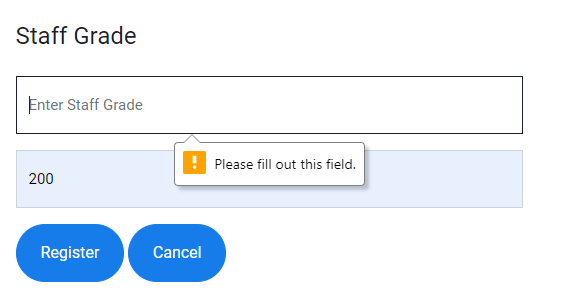 Staff Grade
Enter Staff Grade
Please fill out this field.
200
Register Cancel